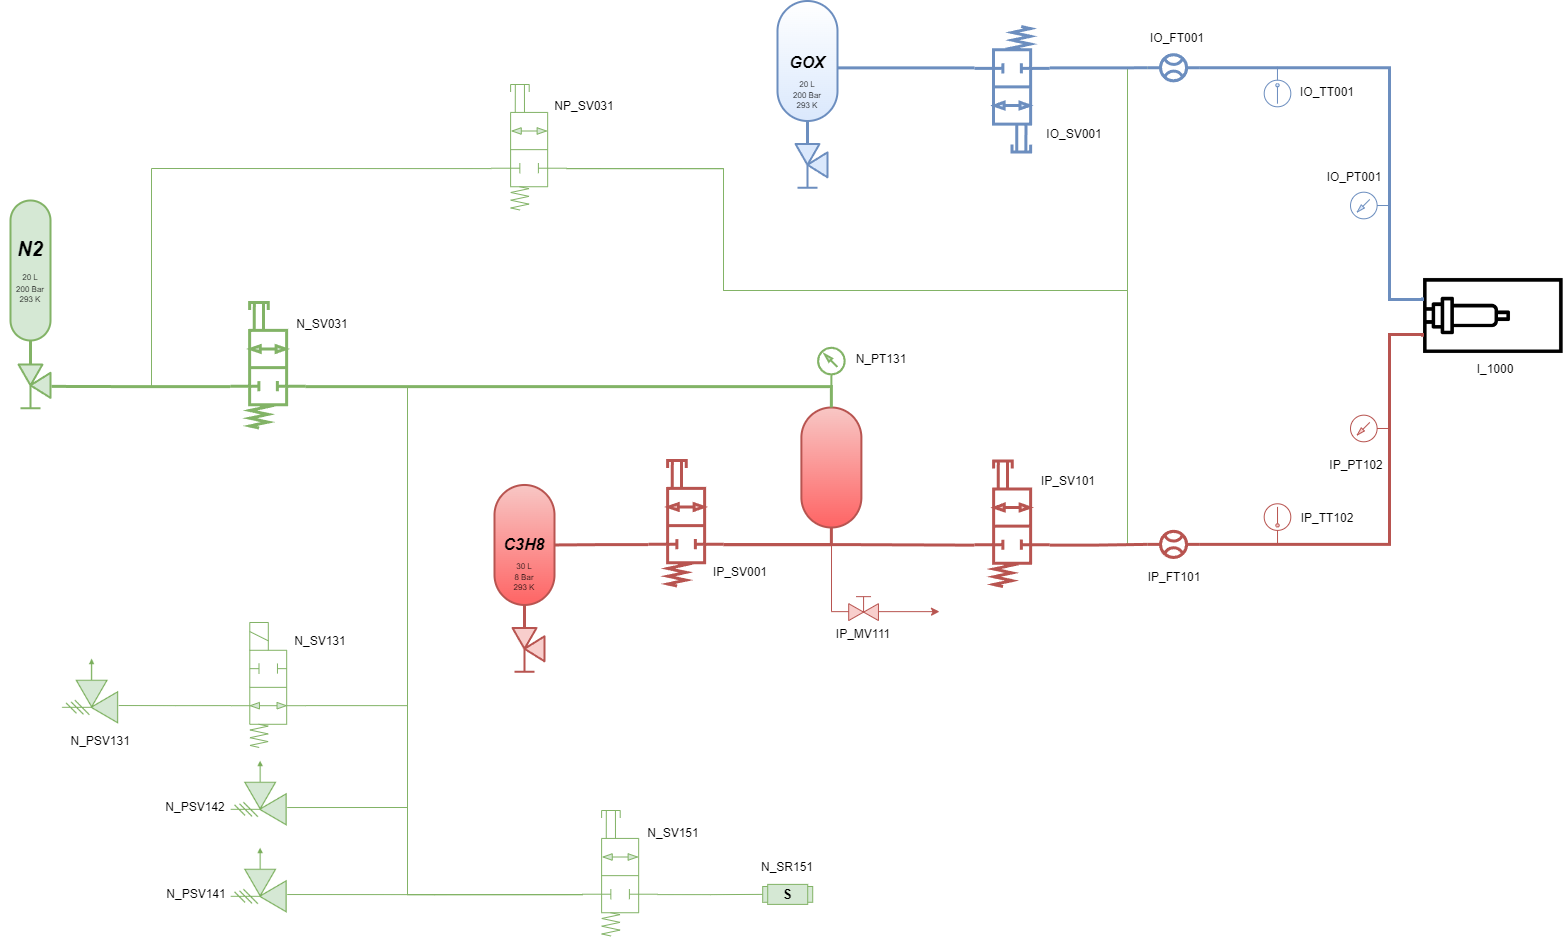 IO_FT001
GOX
20 L
200 Bar
293 K
IO_TT001
NP_SV031
IO_SV001
IO_PT001
N2
20 L
200 Bar
293 K
N_SV031
N_PT131
I_1000
IP_PT102
IP_SV101
C3H8
30 L
8 Bar
293 K
IP_TT102
IP_SV001
IP_FT101
IP_MV111
N_SV131
N_PSV131
N_PSV142
N_SV151
N_SR151
N_PSV141
S